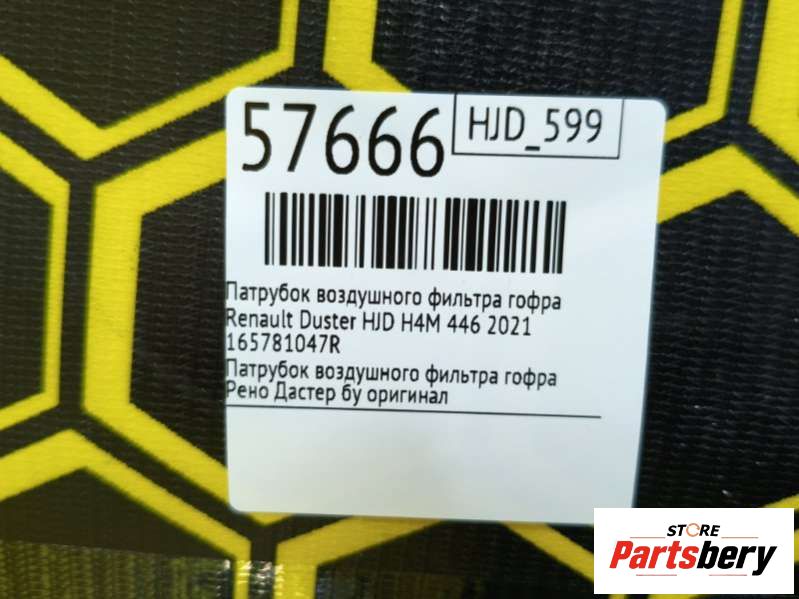 57666
HJD_599
Патрубок воздушного фильтра гофра
Renault Duster HJD H4M 446 2021
165781047R
Патрубок воздушного фильтра гофра
Рено Дастер бу оригинал
STORE
Partsbery